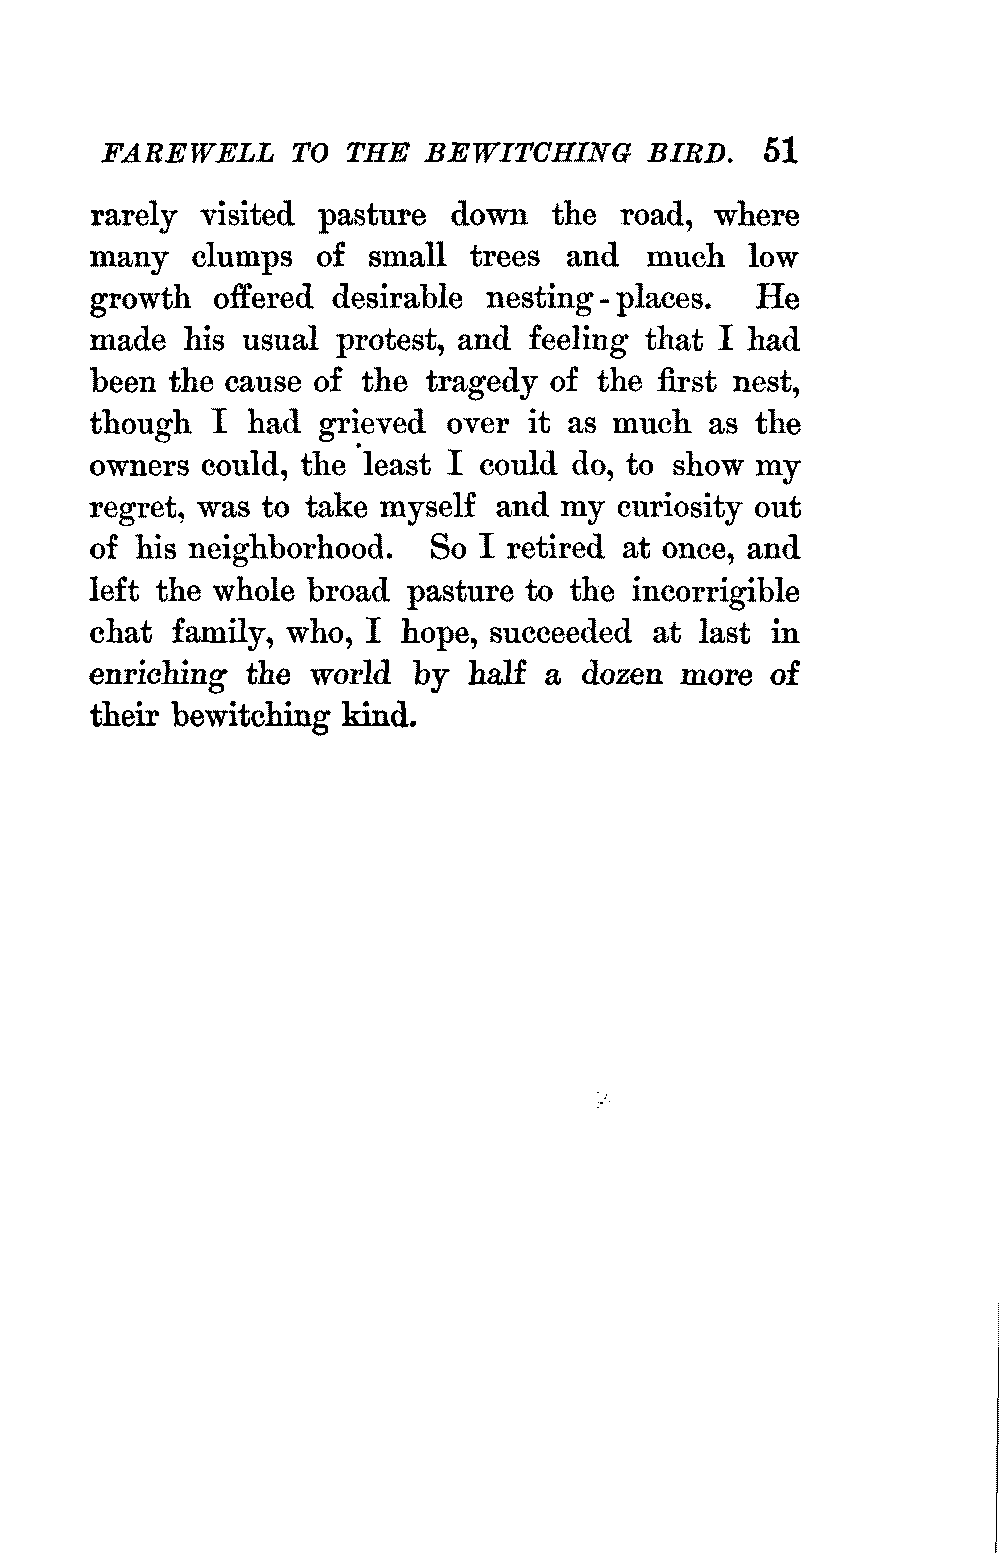 FAREWELL TO THE BEWITCHING BIRD. 51
rarely visited pasture down the road, where
many clumps of small trees and much low
growth offered desirable nesting-places. He
made his usual protest, and feeling that I had
been the cause of the tragedy of the first nest,
though I had grieved over it as much as the
owners could, the least I could do, to show my
regret, was to take myself and my curiosity out
of his neighborhood. So I retired at once, and
left the whole broad pasture to the incorrigible
chat family, who, I hope, succeeded at last in
enriching the world by half a dozen more of
their bewitching kind.